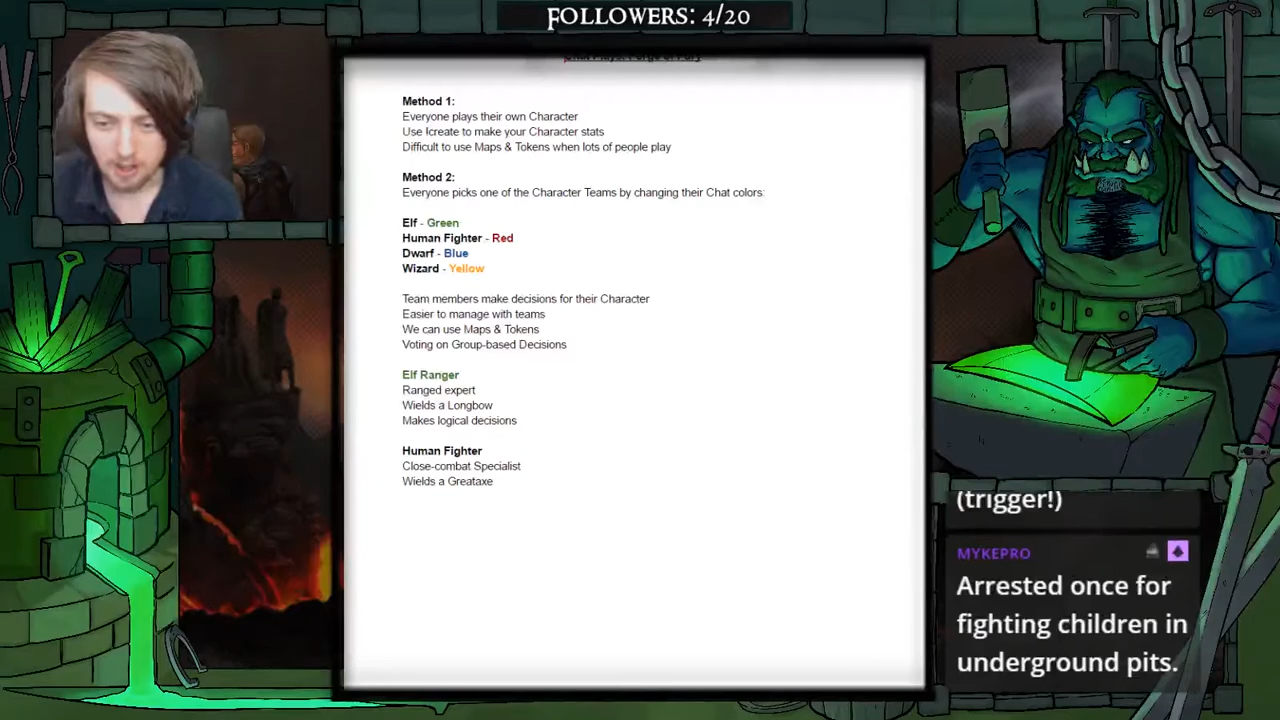 FOLLOWERS: 4/20
Method 1:
Everyone plays their own Character
Use !create to make your Character stats
Difficult to use Maps & Tokens when lots of people play
Method 2:
Everyone picks one of the Character Teams by changing their Chat colors:
Elf - Green
Human Fighter - Red
Dwarf - Blue
Wizard - Yellow
Team members make decisions for their Character
Easier to manage with teams
We can use Maps & Tokens
Voting on Group-based Decisions
Elf Ranger
Ranged expert
Wields a Longbow
Makes logical decisions
Human Fighter
Close-combat Specialist
Wields a Greataxe
(trigger!)
MYKEPRO
Arrested once for
fighting children in
underground pits.